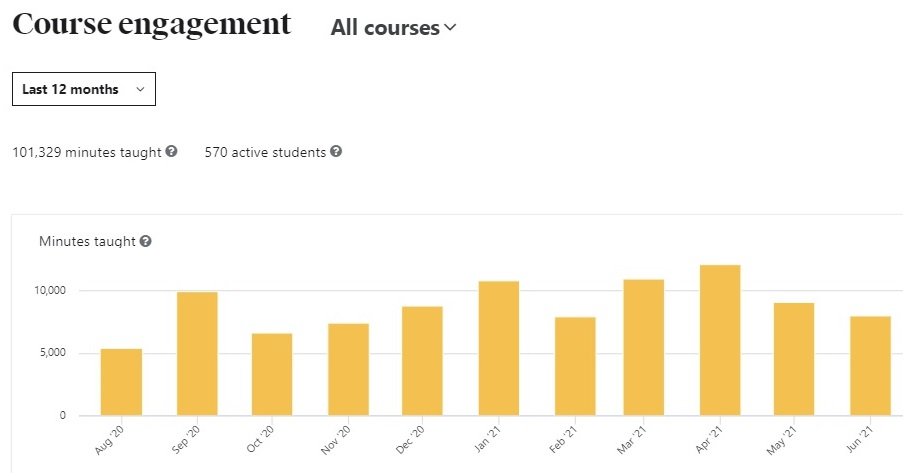 Course engagement All courses
Last 12 months
101,329 minutes taught 570 active students
Minutes taught
10,000
5,000
0
Aug '20 Sep '20 Oct '20 Nov '20 Dec '20 Jan '21 Feb '21 Mar '21 Apr '21 May '21 Jun '21